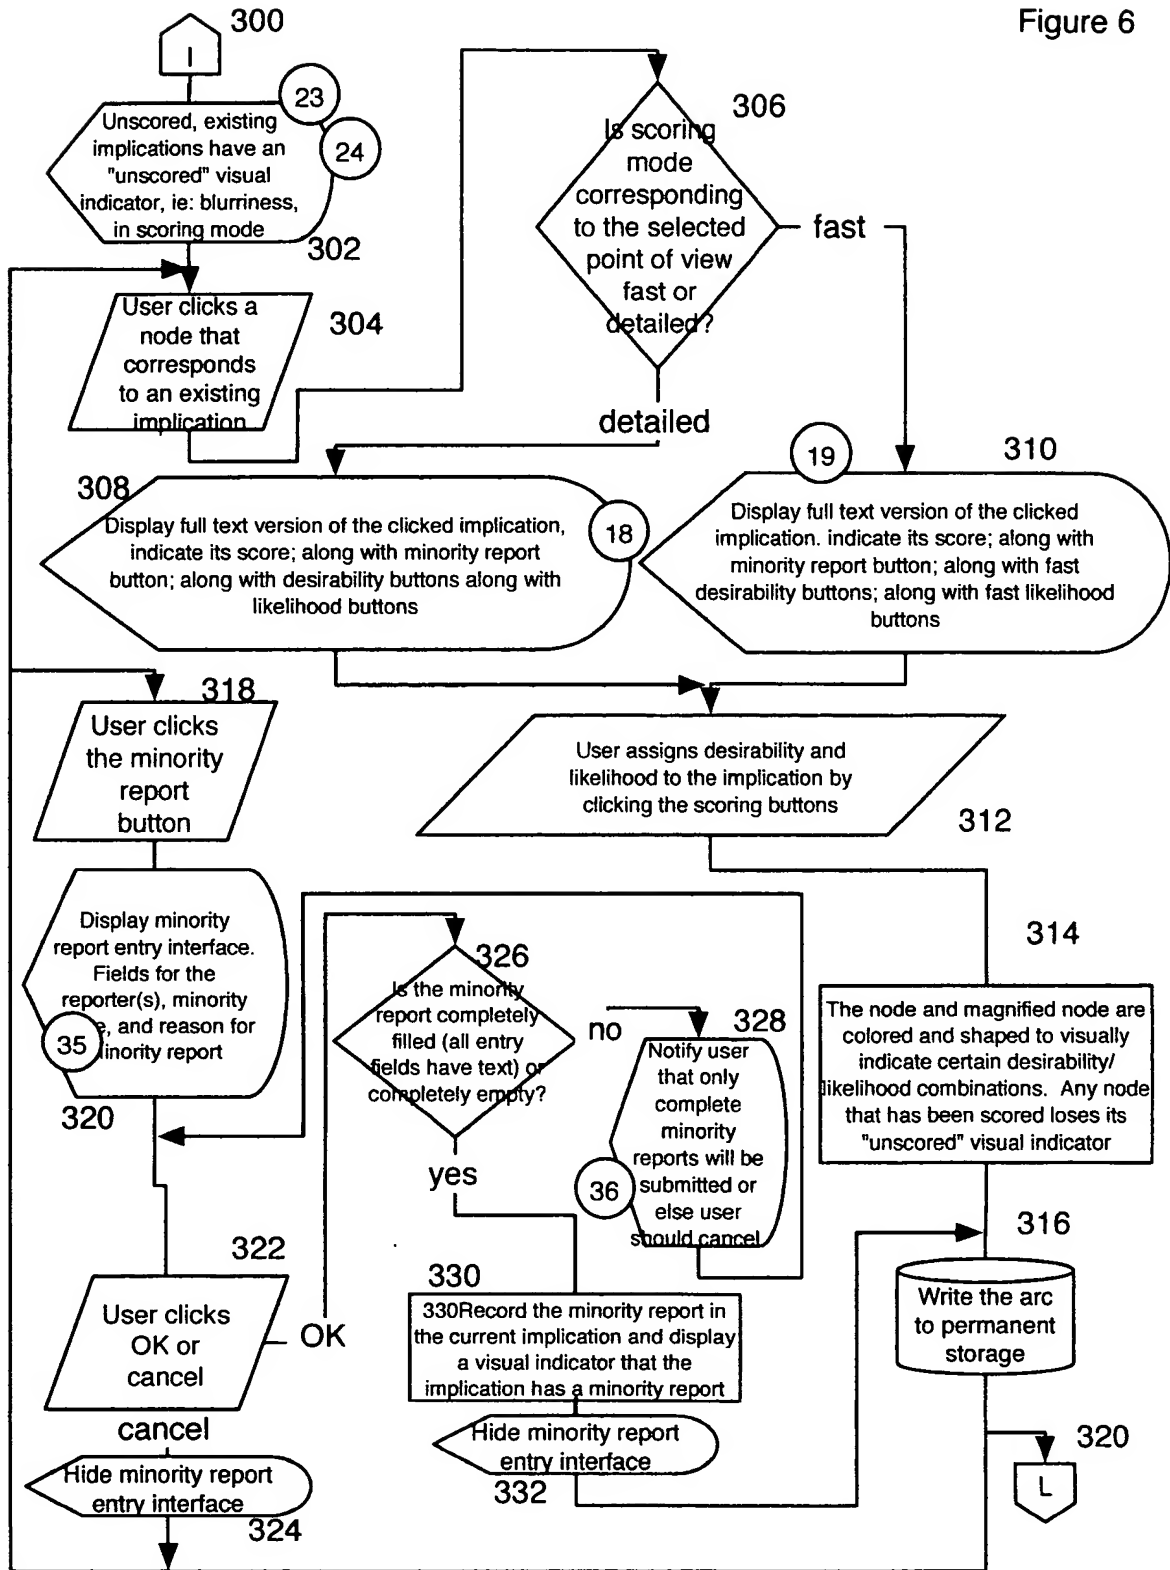 Figure 6
300
I
23
24
Unscored, existing
implications have an
"unscored" visual
indicator, ie: blurriness,
in scoring mode
302
User clicks a
node that
corresponds
to an existing
implication
304
306
Is scoring
mode
corresponding
to the selected
point of view
fast or
detailed?
fast
detailed
308
Display full text version of the clicked implication,
indicate its score; along with minority report
button; along with desirability buttons along with
likelihood buttons
18
19
310
Display full text version of the clicked
implication. indicate its score; along with
minority report button; along with fast
desirability buttons; along with fast likelihood
buttons
318
User clicks
the minority
report
button
User assigns desirability and
likelihood to the implication by
clicking the scoring buttons
312
Display minority
report entry interface.
Fields for the
reporter(s), minority
and reason for
minority report
35
320
326
Is the minority
report completely
filled (all entry
fields have text) or
completely empty?
no
yes
328
Notify user
that only
complete
minority
reports will be
submitted or
else user
should cancel
36
314
The node and magnified node are
colored and shaped to visually
indicate certain desirability/
likelihood combinations. Any node
that has been scored loses its
"unscored" visual indicator
316
Write the arc
to permanent
storage
322
User clicks
OK or
cancel
OK
cancel
330
330Record the minority report in
the current implication and display
a visual indicator that the
implication has a minority report
Hide minority report
entry interface
332
Hide minority report
entry interface
324
320
L